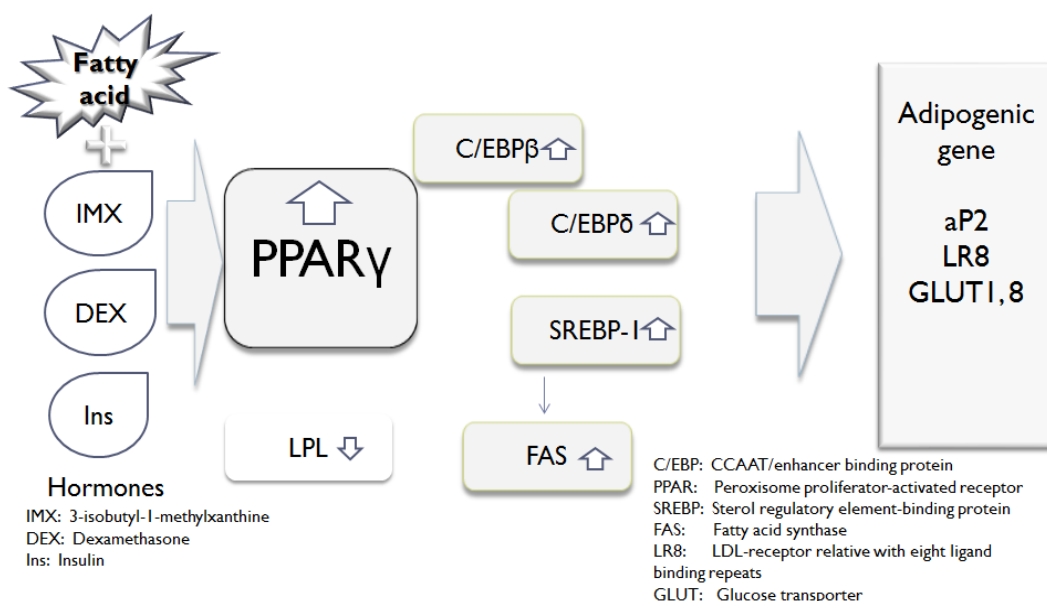 Fatty
acid
IMX
DEX
Ins
Hormones
IMX: 3-isobutyl-1-methylxanthine
DEX: Dexamethasone
Ins: Insulin
PPARγ
LPL
C/EBPβ
C/EBPδ
SREBP-1
FAS
Adipogenic
gene
aP2
LR8
GLUT1, 8
C/EBP: CCAAT/enhancer binding protein
PPAR: Peroxisome proliferator-activated receptor
SREBP: Sterol regulatory element-binding protein
FAS: Fatty acid synthase
LR8: LDL-receptor relative with eight ligand
binding repeats
GLUT: Glucose transporter